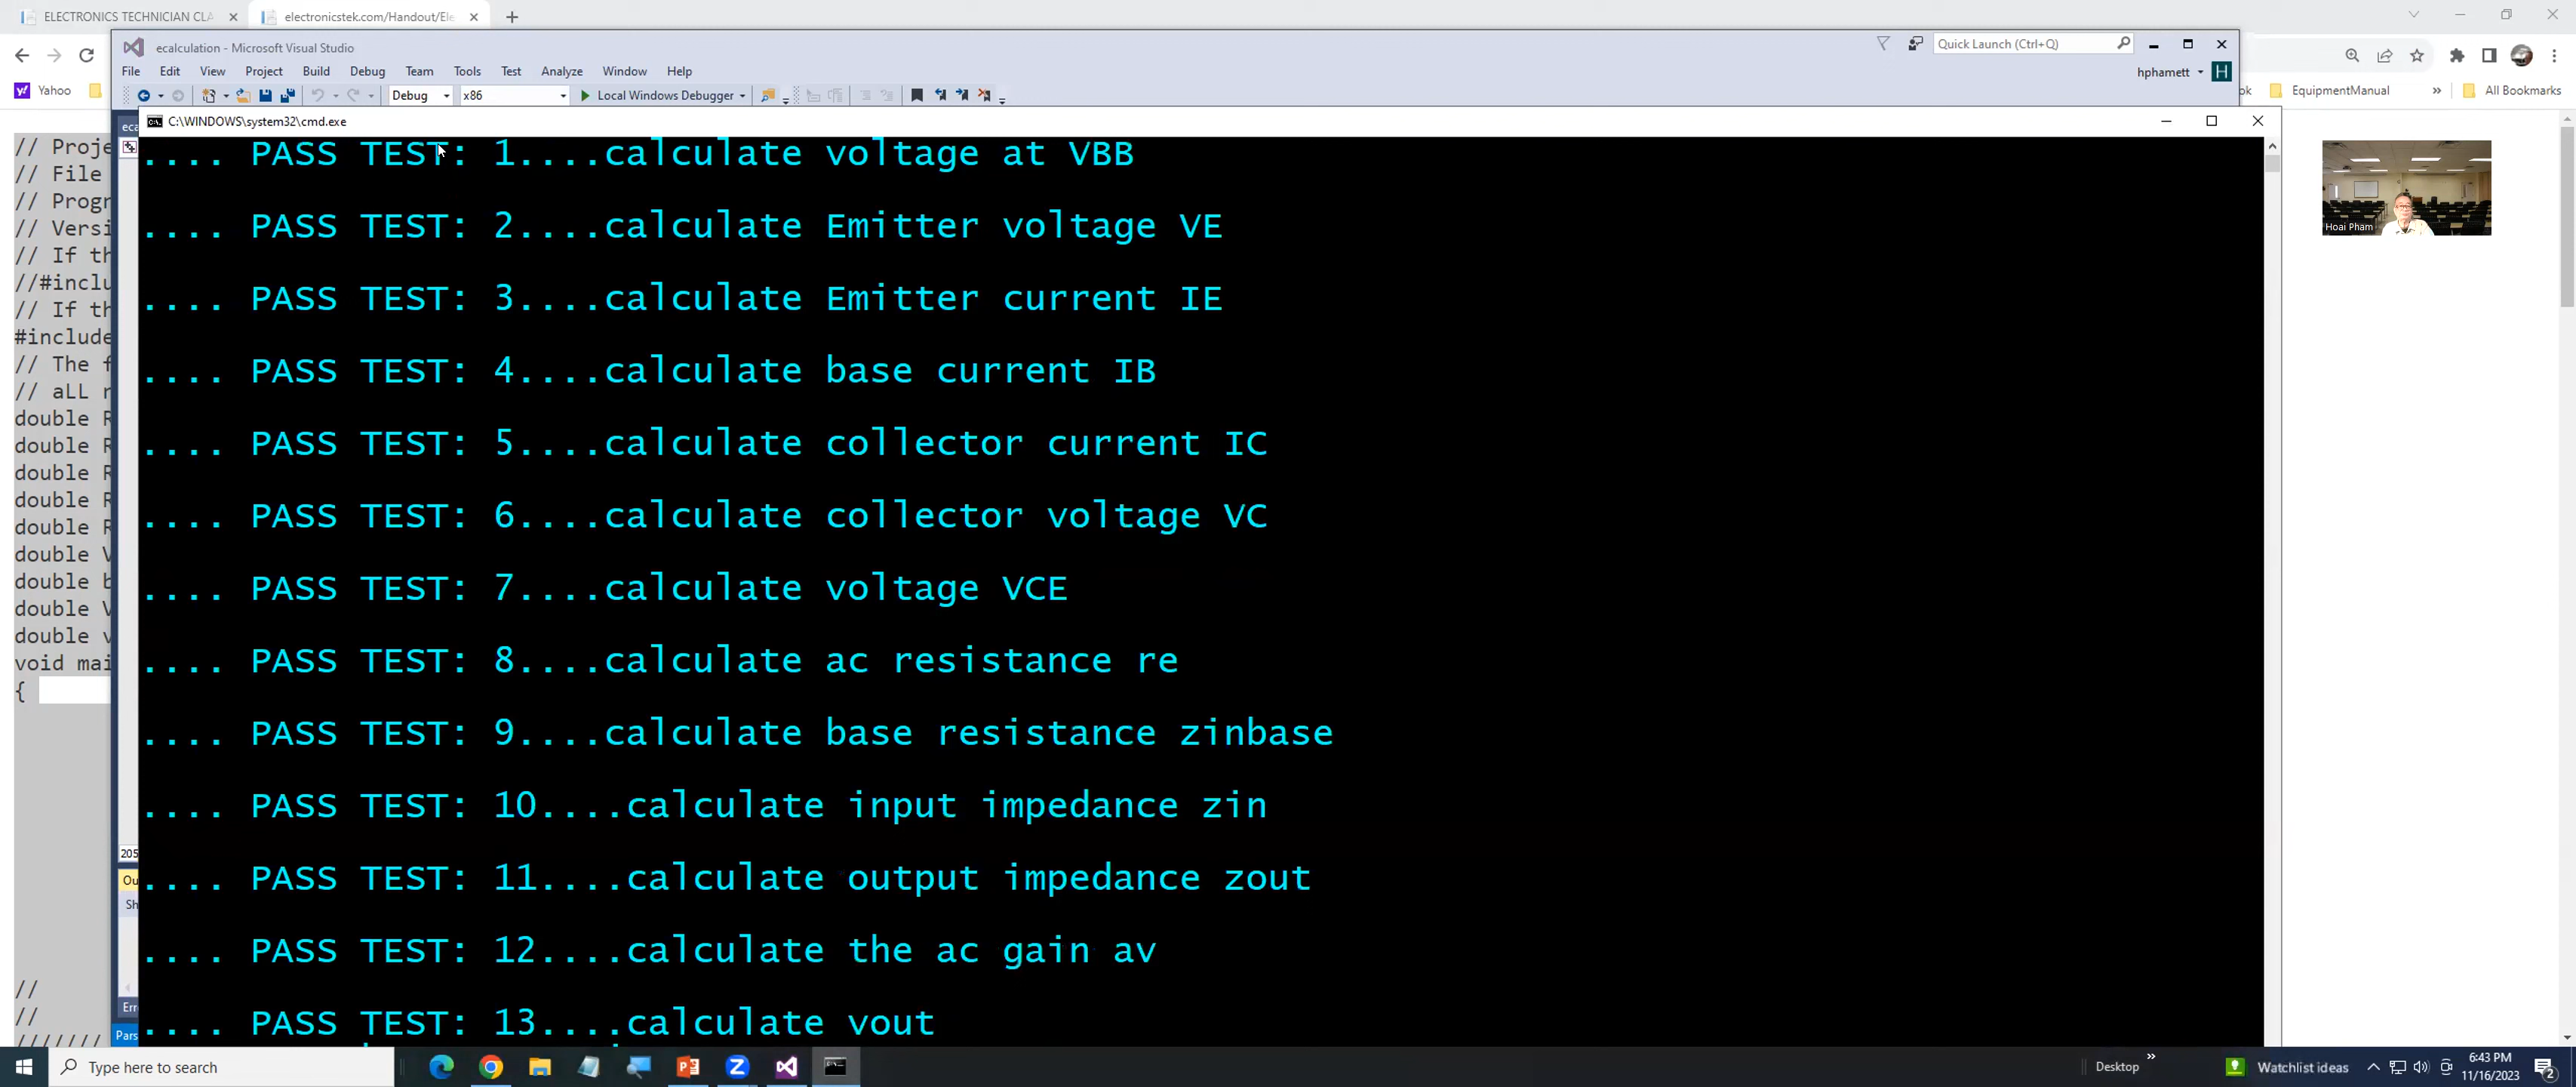 ELECTRONICS TECHNICIAN CLA
electronicstek.com/Handout/Ele
ecalculation - Microsoft Visual Studio
Quick Launch (Ctrl+Q)
File Edit View Project Build Debug Team Tools Test Analyze Window Help
hphamett H
Yahoo
Debug x86 Local Windows Debugger
ok EquipmentManual » All Bookmarks
C:\WINDOWS\system32\cmd.exe
// Proje
// File
// Progr
// Versi
// If th
//#inclu
// If th
#include
// The f
// aLL r
double R
double R
double R
double R
double R
double V
double b
double V
double v
void mai
{
//
//
///////
.... PASS TEST: 1....calculate voltage at VBB
.... PASS TEST: 2....calculate Emitter voltage VE
.... PASS TEST: 3....calculate Emitter current IE
.... PASS TEST: 4....calculate base current IB
.... PASS TEST: 5....calculate collector current IC
.... PASS TEST: 6....calculate collector voltage VC
.... PASS TEST: 7....calculate voltage VCE
.... PASS TEST: 8....calculate ac resistance re
.... PASS TEST: 9....calculate base resistance zinbase
.... PASS TEST: 10....calculate input impedance zin
.... PASS TEST: 11....calculate output impedance zout
.... PASS TEST: 12....calculate the ac gain av
.... PASS TEST: 13....calculate vout
Hoai Pham
eca
205
Ou
Sh
Erro
Pars
Type here to search
Desktop »
Watchlist ideas
6:43 PM
11/16/2023
2